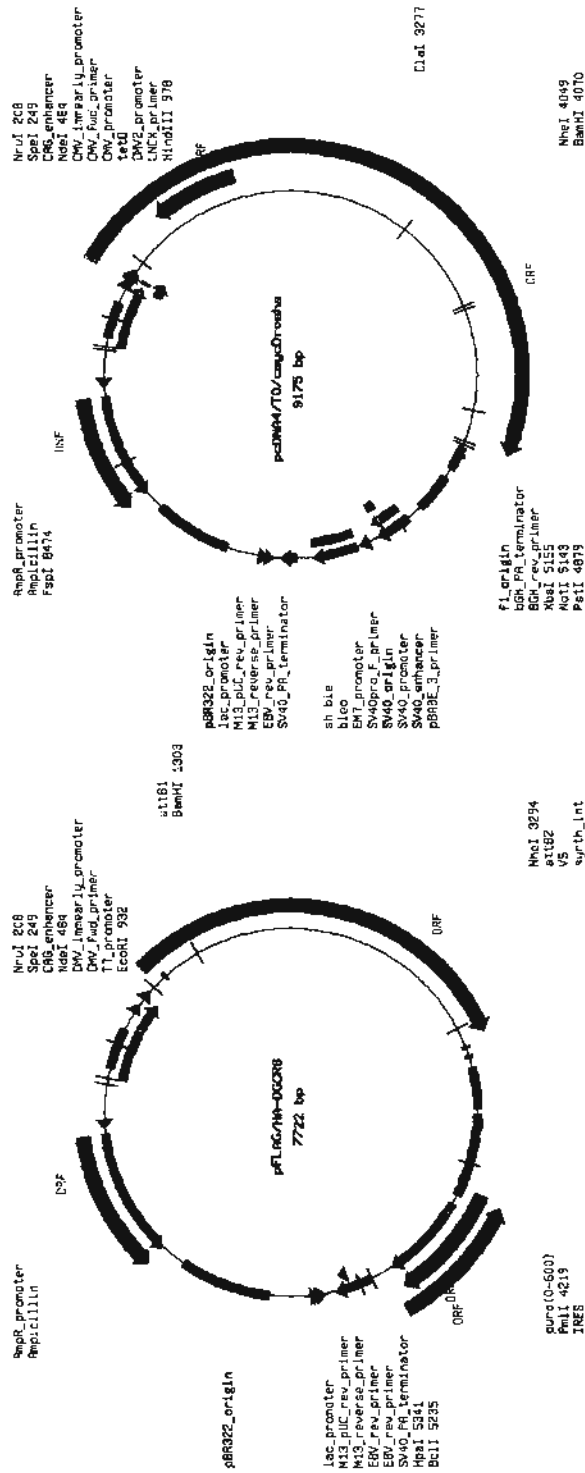 NruI 208
SpeI 249
CAG_enhancer
NdeI 484
CMV_immearly_promoter
CMV_fwd_primer
CMV_promoter
tetO
CMV2_promoter
LNCX_primer
HindIII 978
ClaI 3277
NheI 4049
BamHI 4070
ORF
AmpR_promoter
Ampicillin
FspI 8474
pcDNA4/TO/cmycDrosha
9175 bp
ORF
pBR322_origin
lac_promoter
M13_pUC_rev_primer
M13_reverse_primer
EBV_rev_primer
SV40_PA_terminator
sh ble
bleo
EM7_promoter
SV40pro_F_primer
SV40_origin
SV40_promoter
SV40_enhancer
pBABE_3_primer
f1_origin
bGH_PA_terminator
BGH_rev_primer
XbaI 5155
NotI 5143
PstI 4879
NruI 208
SpeI 249
CAG_enhancer
NdeI 484
CMV_immearly_promoter
CMV_fwd_primer
T7_promoter
EcoRI 932
attB1
BamHI 1303
NheI 3294
attB2
V5
synth_int
ORF
AmpR_promoter
Ampicillin
ORF
pFLAG/HA-DGCR8
7722 bp
pBR322_origin
ORF
lac_promoter
M13_pUC_rev_primer
M13_reverse_primer
EBV_rev_primer
EBV_rev_primer
SV40_PA_terminator
HpaI 5341
BclI 5235
puro(0-600)
PmlI 4219
IRES